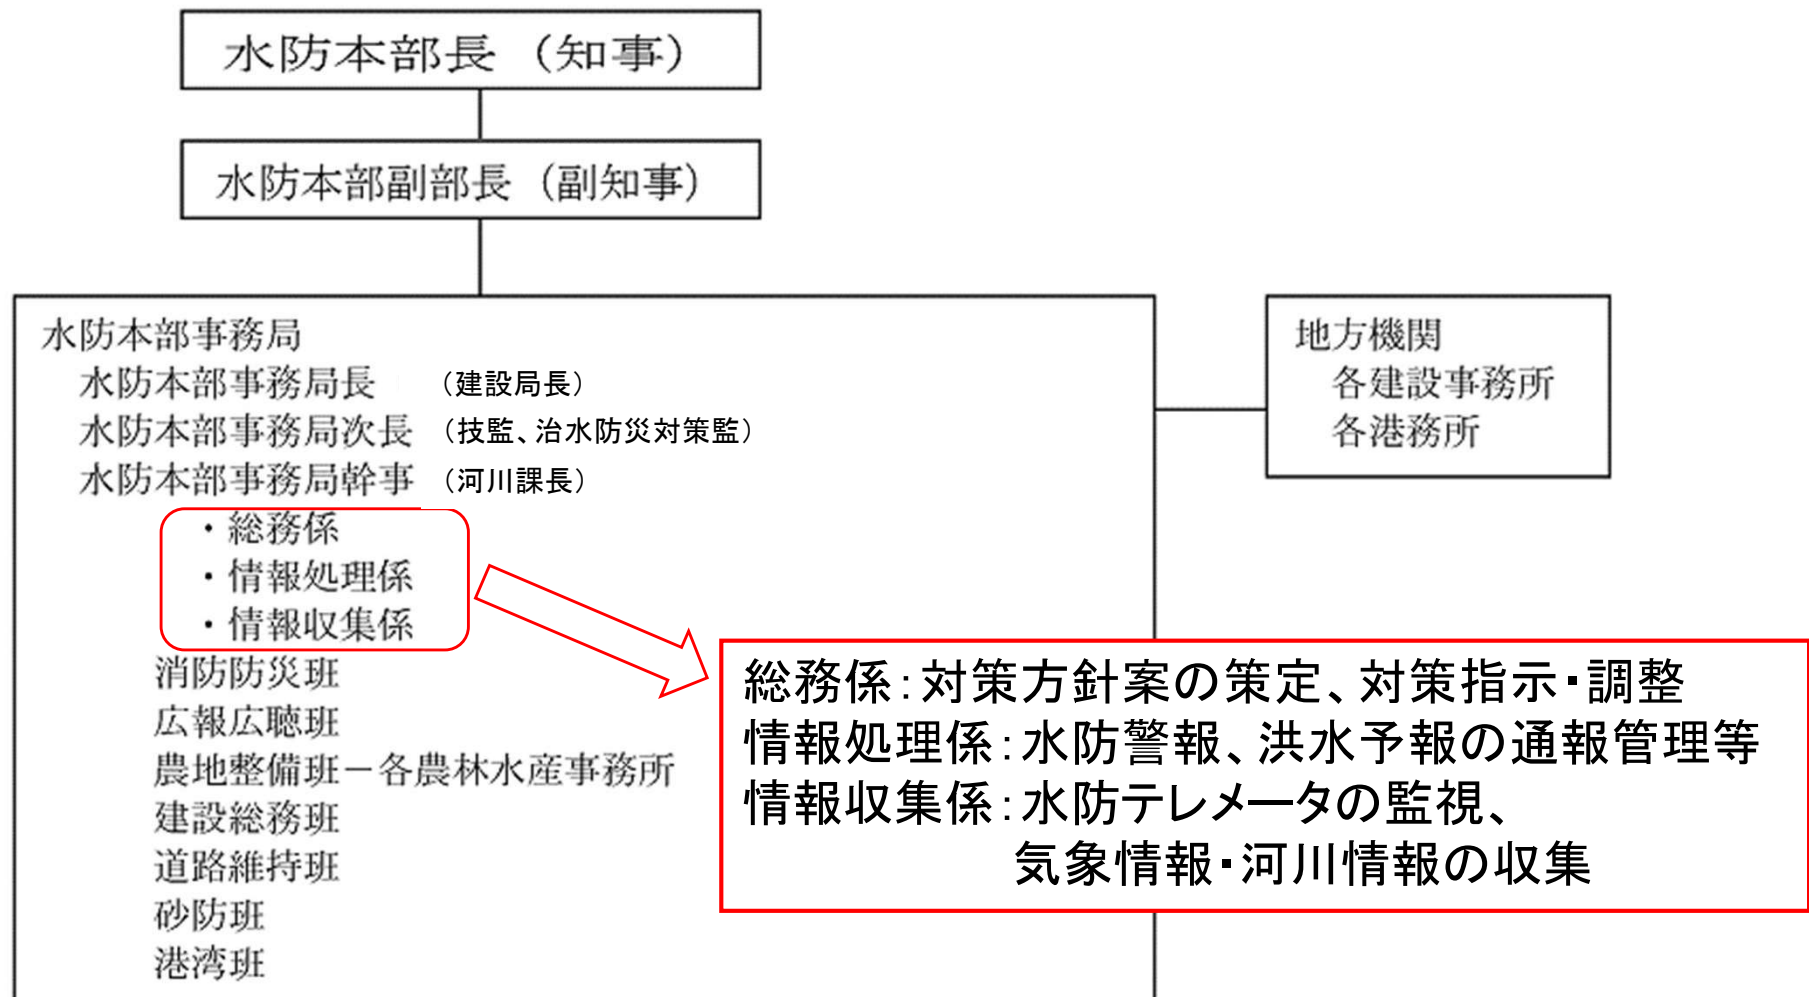 水防本部長（知事）
水防本部副部長（副知事）
水防本部事務局
水防本部事務局長　（建設局長）
水防本部事務局次長　（技監、治水防災対策監）
水防本部事務局幹事　（河川課長）
・総務係
・情報処理係
・情報収集係
消防防災班
広報広聴班
農地整備班－各農林水産事務所
建設総務班
道路維持班
砂防班
港湾班
地方機関
各建設事務所
各港務所
総務係：対策方針案の策定、対策指示・調整
情報処理係：水防警報、洪水予報の通報管理等
情報収集係：水防テレメータの監視、
気象情報・河川情報の収集